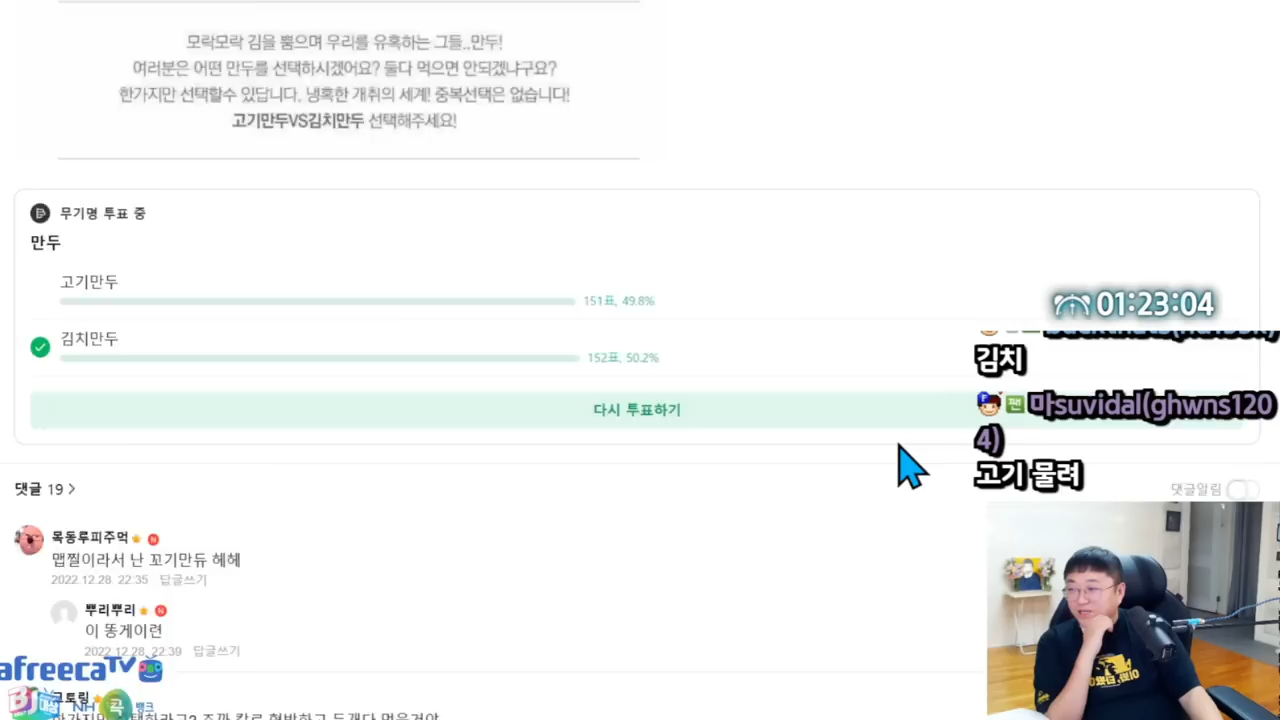 모락모락 김을 뿜으며 우리를 유혹하는 그들..만두!
여러분은 어떤 만두를 선택하시겠어요? 둘다 먹으면 안되겠냐구요?
한가지만 선택할수 있답니다. 냉혹한 개취의 세계! 중복선택은 없습니다!
고기만두VS김치만두 선택해주세요!
무기명 투표 중
만두
고기만두
151표, 49.8%
01:23:04
김치만두
152표, 50.2%
김치
다시 투표하기
팬 마suvidal(ghwns120
4)
고기 물려
댓글 19 >
댓글알림
목동루피주먹 N
맵찔이라서 난 꼬기만듀 헤헤
2022.12.28. 22:35 답글쓰기
뿌리뿌리 N
이 똥게이련
2022.12.28. 22:39 답글쓰기
afreecaTV
BJ
NH 콕 뱅크